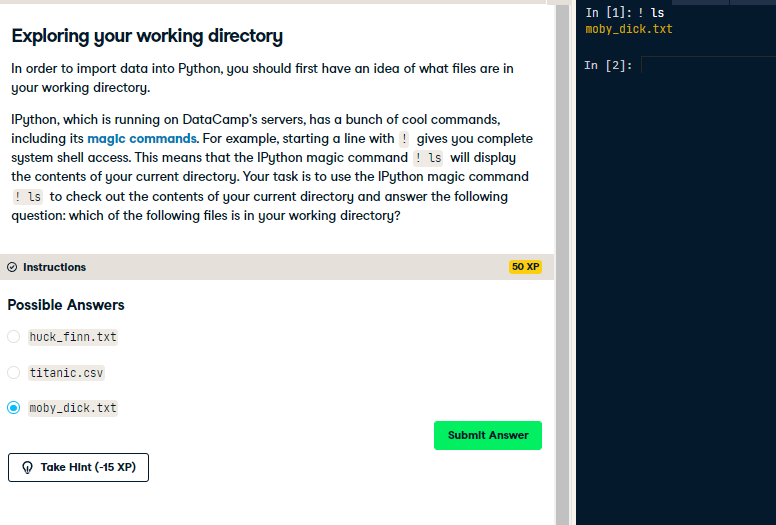 Exploring your working directory
In order to import data into Python, you should first have an idea of what files are in
your working directory.
IPython, which is running on DataCamp's servers, has a bunch of cool commands,
including its magic commands. For example, starting a line with ! gives you complete
system shell access. This means that the IPython magic command ! ls will display
the contents of your current directory. Your task is to use the IPython magic command
! ls to check out the contents of your current directory and answer the following
question: which of the following files is in your working directory?
Instructions
50 XP
Possible Answers
huck_finn.txt
titanic.csv
moby_dick.txt
Submit Answer
Take Hint (-15 XP)
In [1]: ! ls
moby_dick.txt
In [2]: